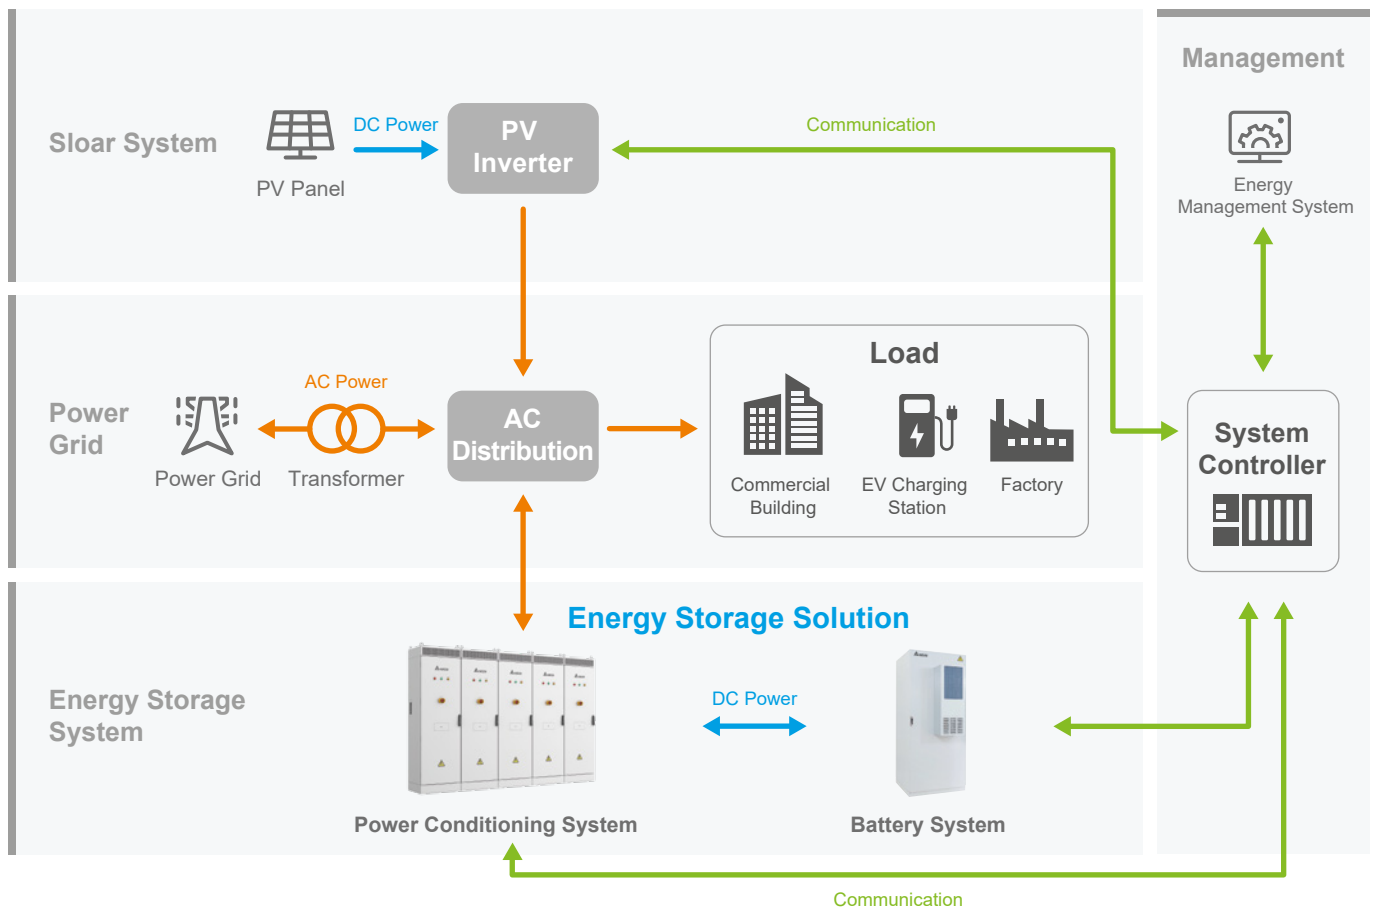 Management
Sloar System
DC Power
PV
Inverter
PV Panel
Communication
Energy
Management System
Power
Grid
AC Power
Power Grid
Transformer
AC
Distribution
Load
Commercial
Building
EV Charging
Station
Factory
System
Controller
Energy Storage
System
Energy Storage Solution
DC Power
Power Conditioning System
Battery System
Communication